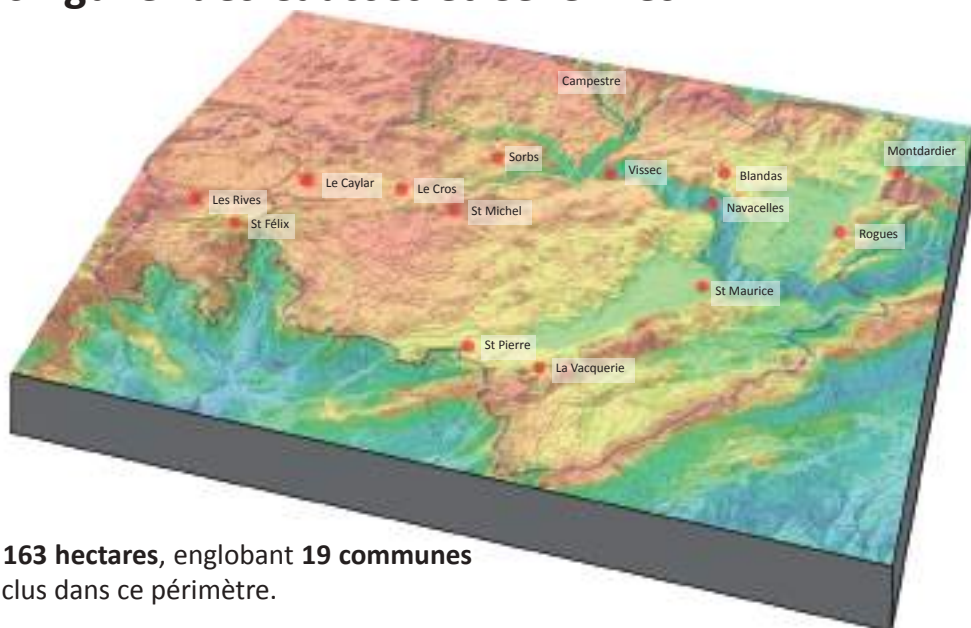 Campestre
Montdardier
Sorbs
Vissec
Blandas
Le Caylar
Le Cros
Les Rives
St Michel
Navacelles
St Félix
Rogues
St Maurice
St Pierre
La Vacquerie
163 hectares, englobant 19 communes
clus dans ce périmètre.